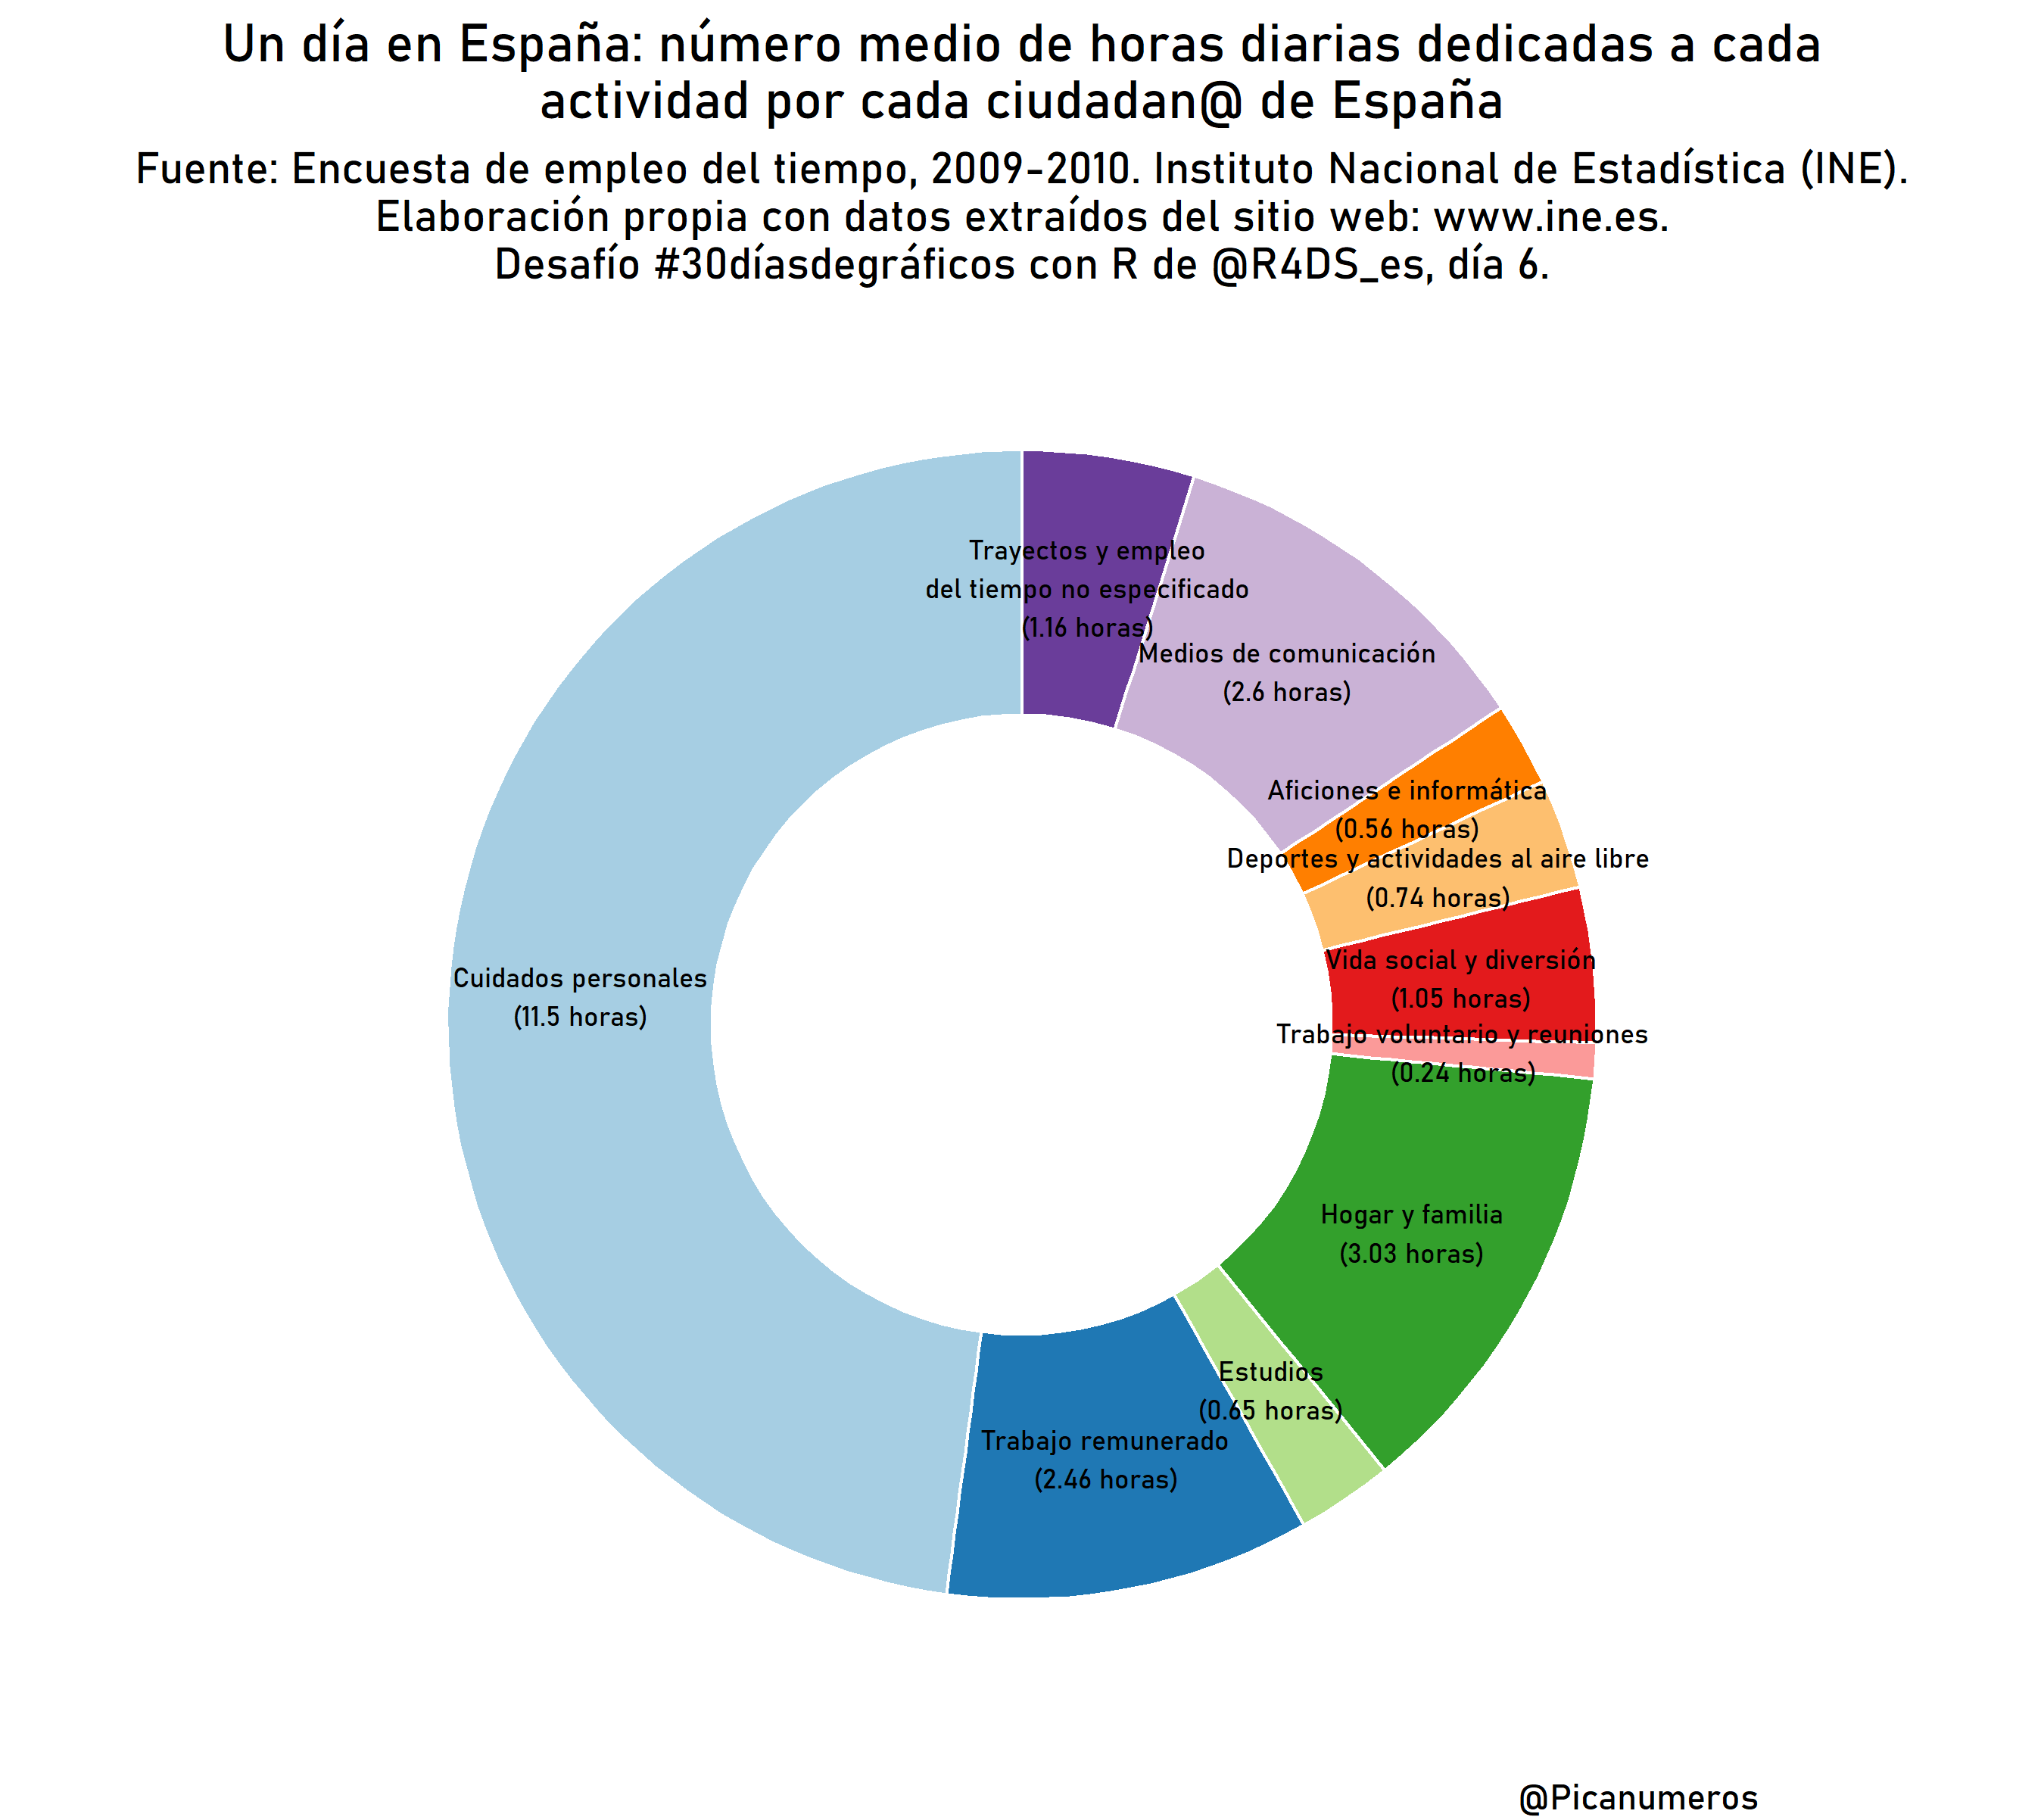 Un día en España: número medio de horas diarias dedicadas a cada
actividad por cada ciudadan@ de España
Fuente: Encuesta de empleo del tiempo, 2009-2010. Instituto Nacional de Estadística (INE).
Elaboración propia con datos extraídos del sitio web: www.ine.es.
Desafío #30díasdegráficos con R de @R4DS_es, día 6.
Trayectos y empleo
del tiempo no especificado
(1.16 horas)
Medios de comunicación
(2.6 horas)
Aficiones e informática
(0.56 horas)
Deportes y actividades al aire libre
(0.74 horas)
Vida social y diversión
(1.05 horas)
Trabajo voluntario y reuniones
(0.24 horas)
Cuidados personales
(11.5 horas)
Hogar y familia
(3.03 horas)
Estudios
(0.65 horas)
Trabajo remunerado
(2.46 horas)
@Picanumeros